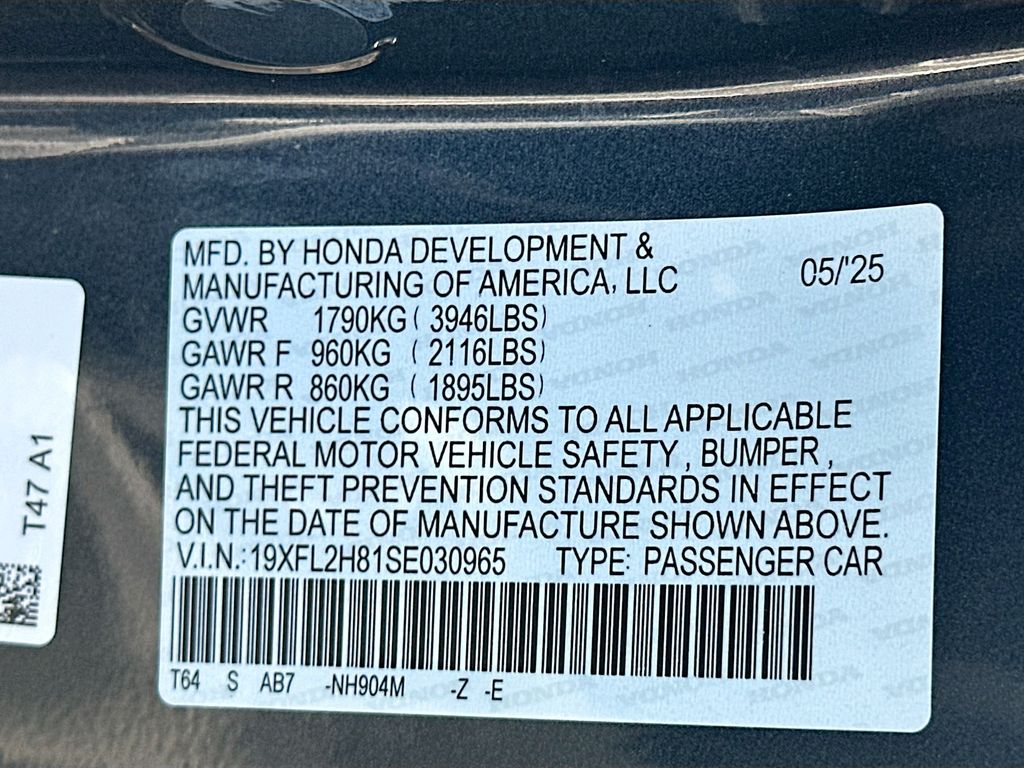 MFD. BY HONDA DEVELOPMENT &
MANUFACTURING OF AMERICA, LLC 05/'25
GVWR 1790KG ( 3946LBS)
GAWR F 960KG ( 2116LBS)
GAWR R 860KG ( 1895LBS)
THIS VEHICLE CONFORMS TO ALL APPLICABLE
FEDERAL MOTOR VEHICLE SAFETY , BUMPER ,
AND THEFT PREVENTION STANDARDS IN EFFECT
ON THE DATE OF MANUFACTURE SHOWN ABOVE.
V.I.N.: 19XFL2H81SE030965 TYPE: PASSENGER CAR
T64 S AB7 -NH904M -Z -E
T47 A1